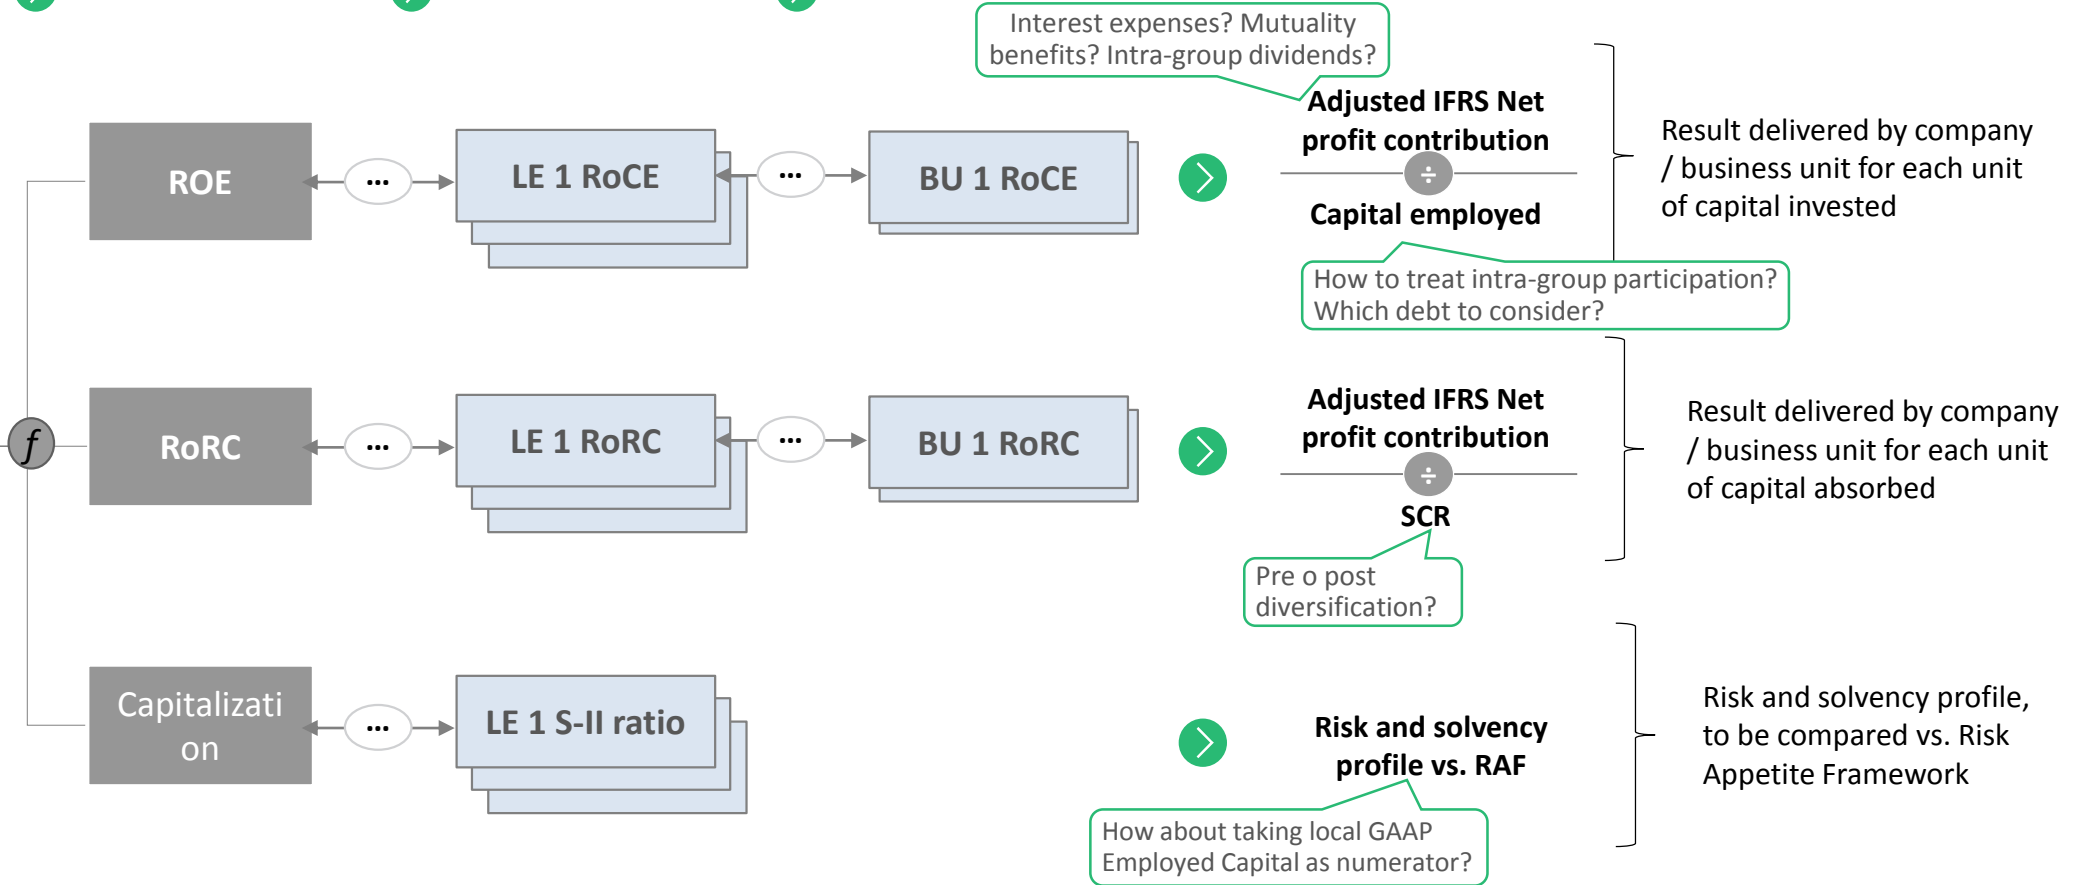 Interest expenses? Mutuality
benefits? Intra-group dividends?
ROE
...
LE 1 RoCE
...
BU 1 RoCE
Adjusted IFRS Net
profit contribution
÷
Capital employed
Result delivered by company
/ business unit for each unit
of capital invested
How to treat intra-group participation?
Which debt to consider?
f
RoRC
...
LE 1 RoRC
...
BU 1 RoRC
Adjusted IFRS Net
profit contribution
÷
SCR
Result delivered by company
/ business unit for each unit
of capital absorbed
Pre o post
diversification?
Capitalizati
on
...
LE 1 S-II ratio
Risk and solvency
profile vs. RAF
Risk and solvency profile,
to be compared vs. Risk
Appetite Framework
How about taking local GAAP
Employed Capital as numerator?